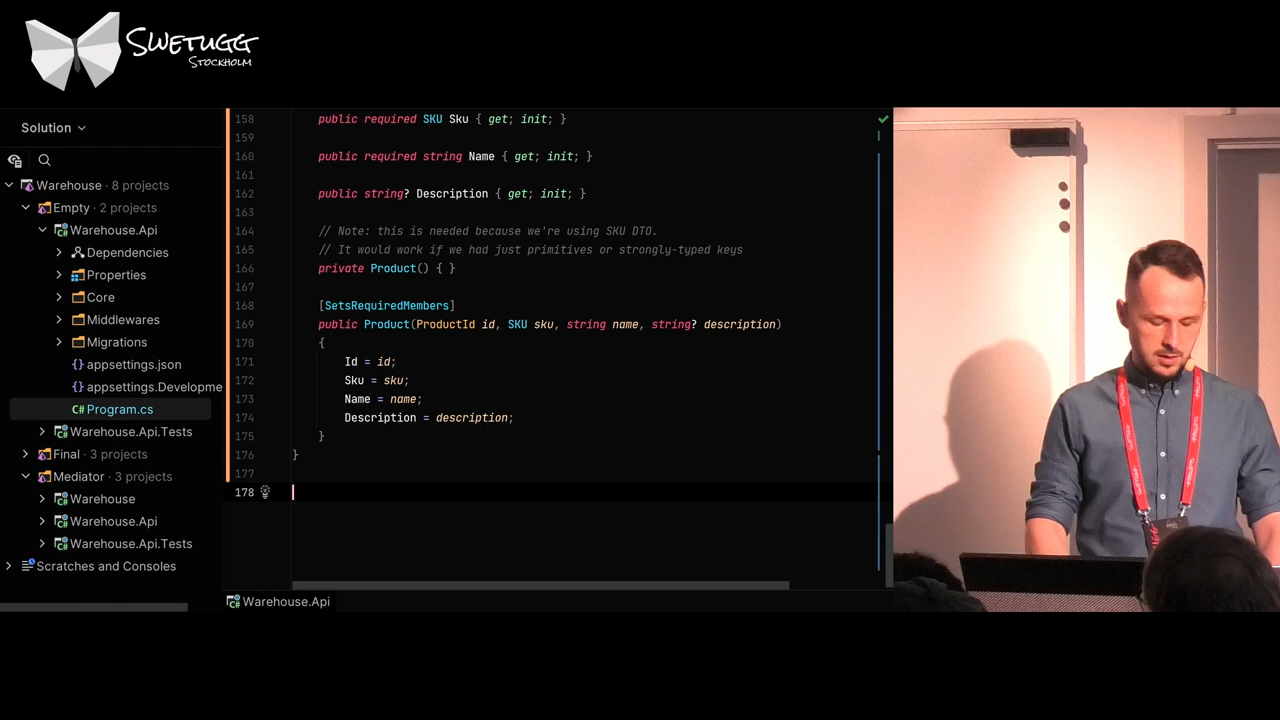 SWETUGG
STOCKHOLM
Solution
Warehouse · 8 projects
Empty · 2 projects
Warehouse.Api
Dependencies
Properties
Core
Middlewares
Migrations
appsettings.json
appsettings.Developme
C# Program.cs
Warehouse.Api.Tests
Final · 3 projects
Mediator · 3 projects
Warehouse
Warehouse.Api
Warehouse.Api.Tests
Scratches and Consoles
158 public required SKU Sku { get; init; }
159
160 public required string Name { get; init; }
161
162 public string? Description { get; init; }
163
164 // Note: this is needed because we're using SKU DTO.
165 // It would work if we had just primitives or strongly-typed keys
166 private Product() { }
167
168 [SetsRequiredMembers]
169 public Product(ProductId id, SKU sku, string name, string? description)
170 {
171 Id = id;
172 Sku = sku;
173 Name = name;
174 Description = description;
175 }
176 }
177
178
Warehouse.Api